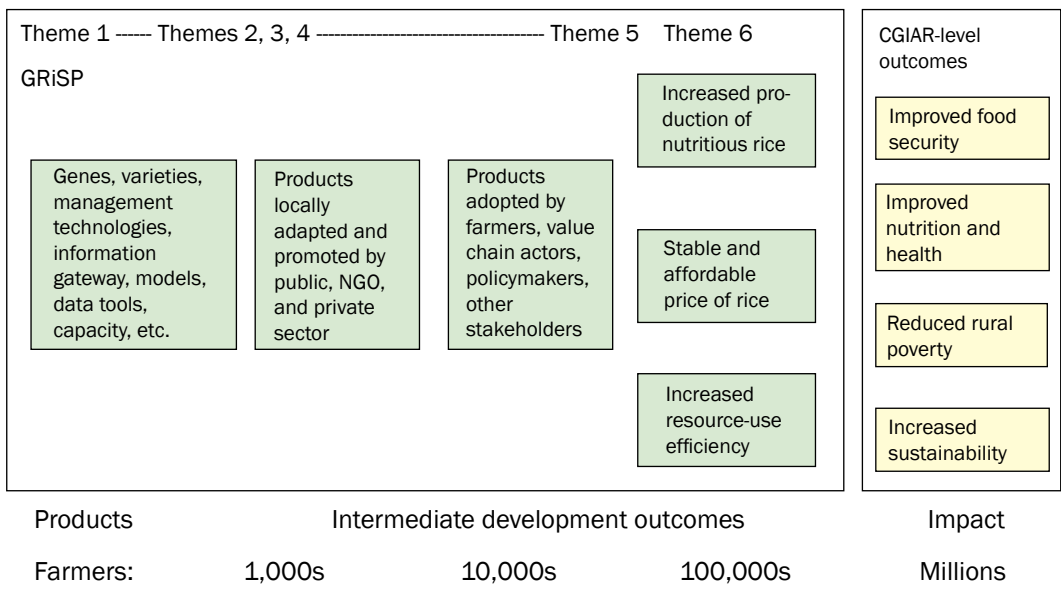 Theme 1 ------ Themes 2, 3, 4 ------------------------------------- Theme 5 Theme 6
GRiSP
Genes, varieties,
management
technologies,
information
gateway, models,
data tools,
capacity, etc.
Products
locally
adapted and
promoted by
public, NGO,
and private
sector
Products
adopted by
farmers, value
chain actors,
policymakers,
other
stakeholders
Increased pro-
duction of
nutritious rice
Stable and
affordable
price of rice
Increased
resource-use
efficiency
CGIAR-level
outcomes
Improved food
security
Improved
nutrition and
health
Reduced rural
poverty
Increased
sustainability
Products Intermediate development outcomes Impact
Farmers: 1,000s 10,000s 100,000s Millions